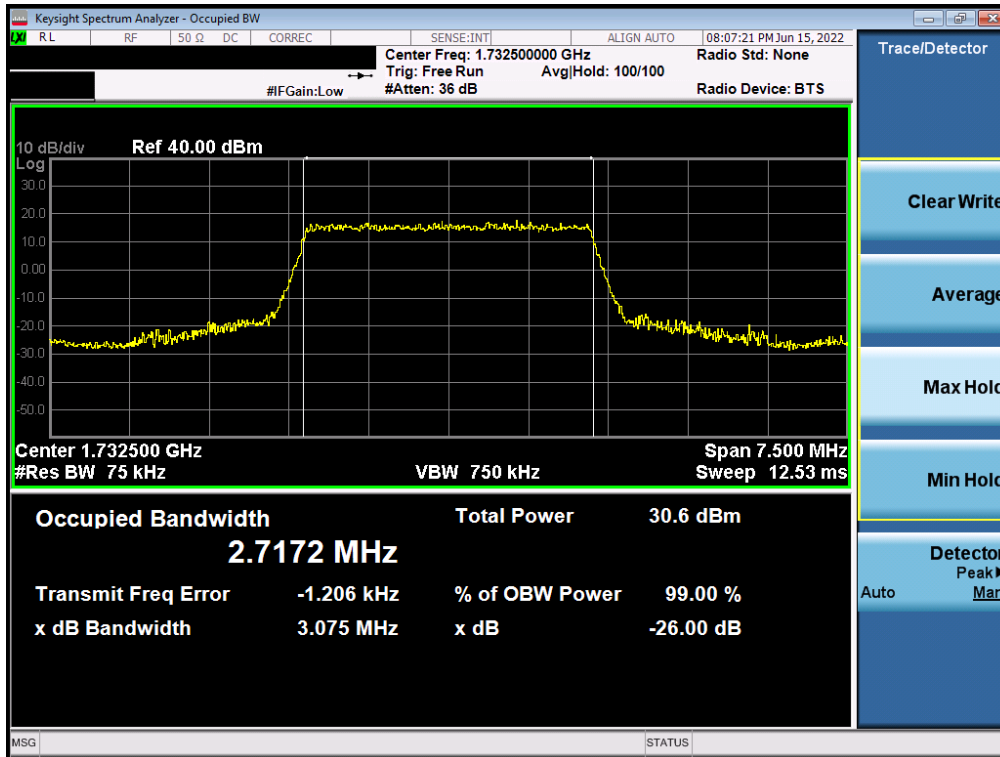 Keysight Spectrum Analyzer - Occupied BW
LXI RL RF 50 Ω DC CORREC SENSE:INT ALIGN AUTO 08:07:21 PM Jun 15, 2022
Center Freq: 1.732500000 GHz Radio Std: None
Trig: Free Run Avg|Hold: 100/100
#IFGain:Low #Atten: 36 dB Radio Device: BTS
10 dB/div Ref 40.00 dBm
Log
30.0
20.0
10.0
0.00
-10.0
-20.0
-30.0
-40.0
-50.0
Center 1.732500 GHz Span 7.500 MHz
#Res BW 75 kHz VBW 750 kHz Sweep 12.53 ms
Occupied Bandwidth Total Power 30.6 dBm
2.7172 MHz
Transmit Freq Error -1.206 kHz % of OBW Power 99.00 %
x dB Bandwidth 3.075 MHz x dB -26.00 dB
MSG STATUS
Trace/Detector
Clear Write
Average
Max Hold
Min Hold
Detector
Peak▶
Auto Man